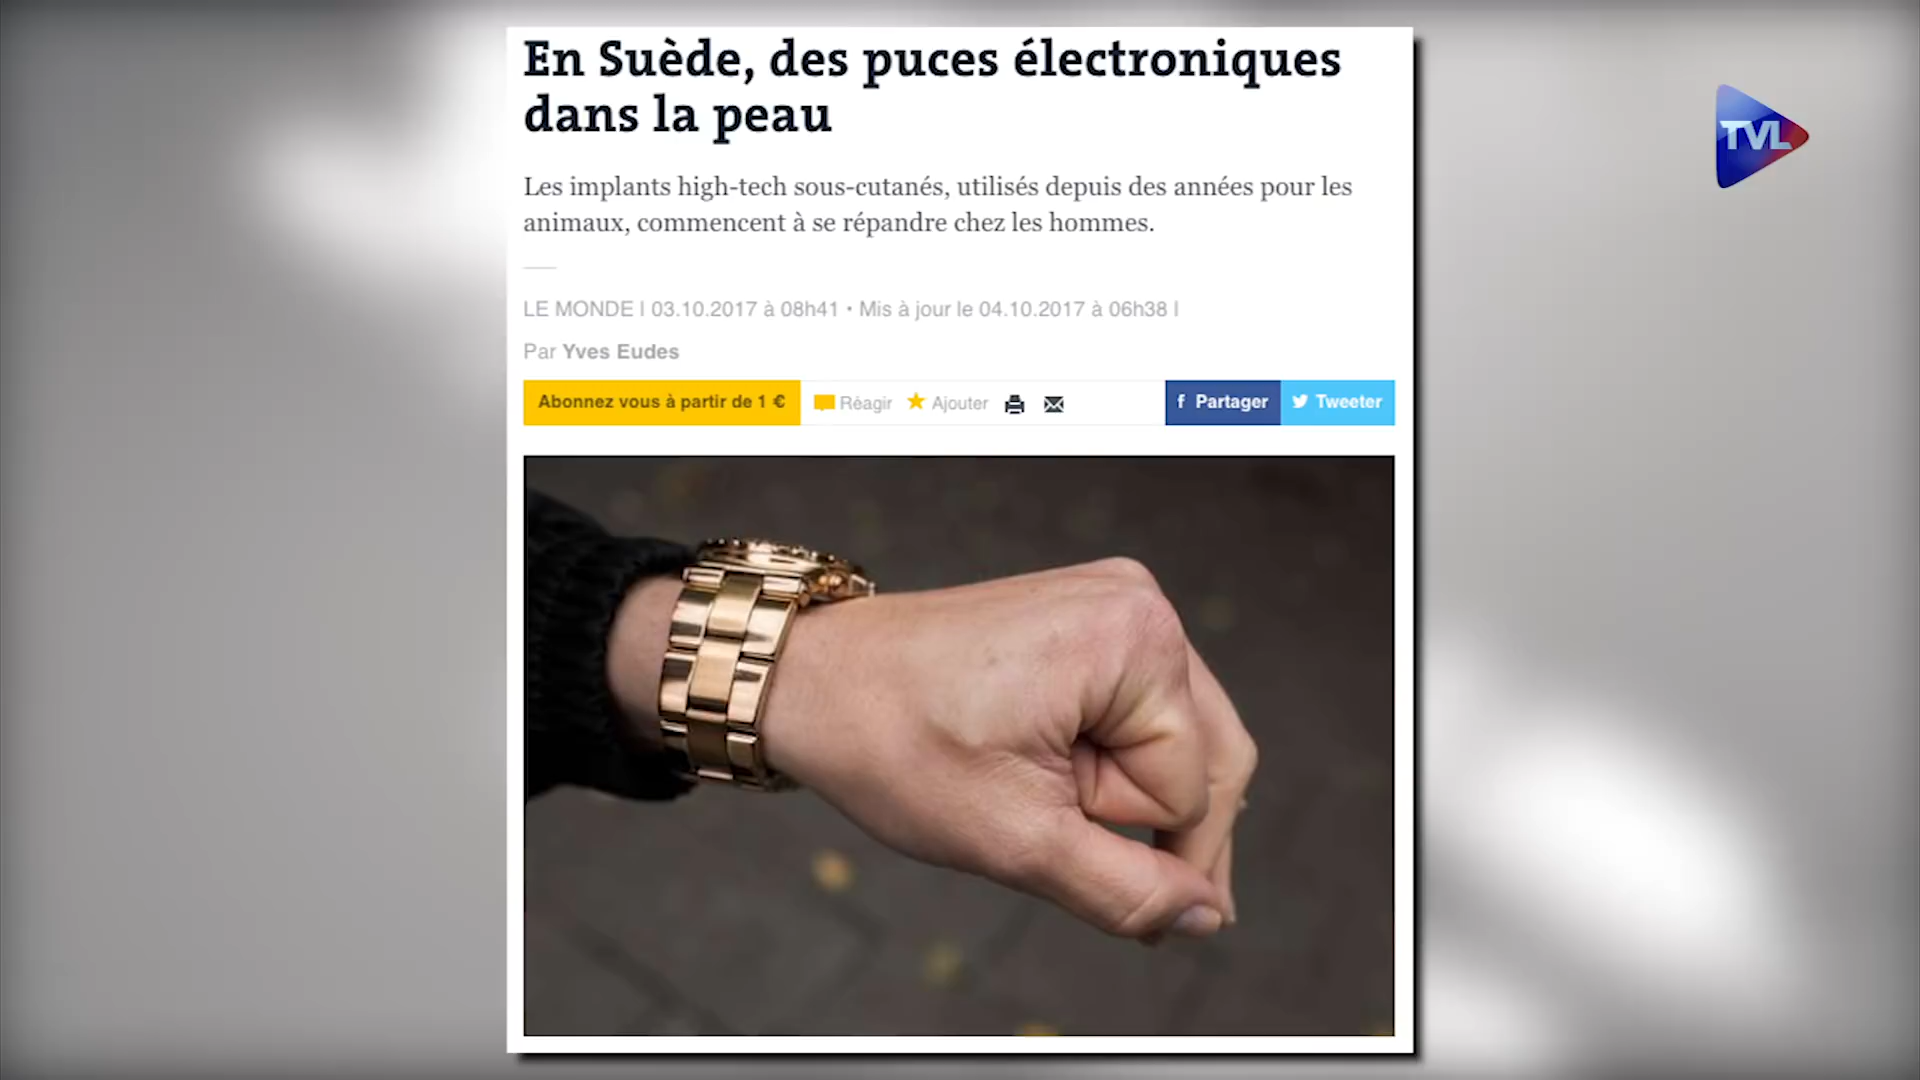 En Suède, des puces électroniques
dans la peau
TVL
Les implants high-tech sous-cutanés, utilisés depuis des années pour les
animaux, commencent à se répandre chez les hommes.
LE MONDE | 03.10.2017 à 08h41 • Mis à jour le 04.10.2017 à 06h38 |
Par Yves Eudes
Abonnez vous à partir de 1 € Réagir Ajouter f Partager Tweeter